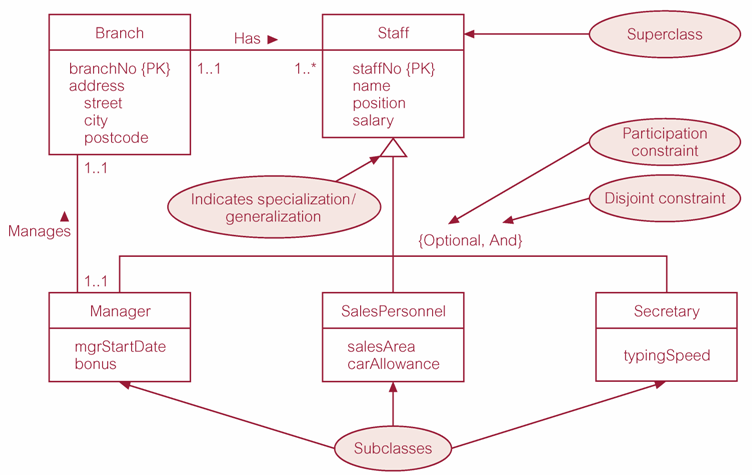 Branch
Has ►
Staff
Superclass
branchNo {PK}
address
street
city
postcode
1..1
1..*
staffNo {PK}
name
position
salary
Participation
constraint
1..1
Indicates specialization/
generalization
Disjoint constraint
▲
Manages
{Optional, And}
1..1
Manager
SalesPersonnel
Secretary
mgrStartDate
bonus
salesArea
carAllowance
typingSpeed
Subclasses